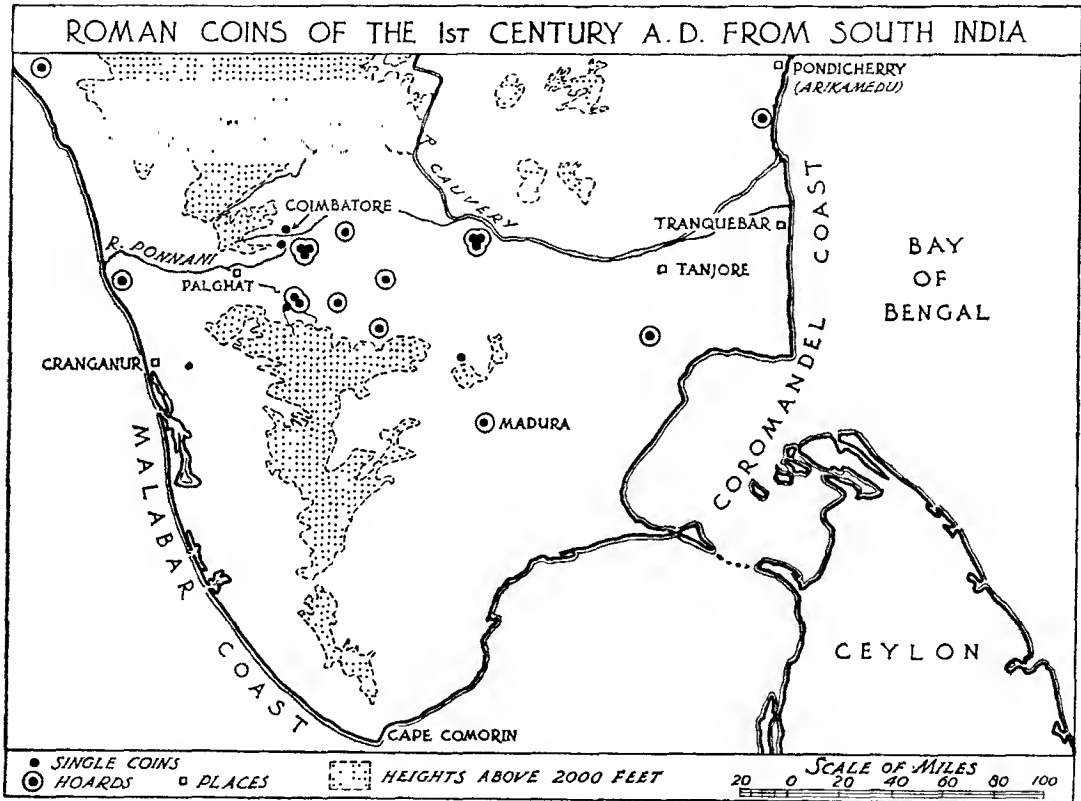 ROMAN COINS OF THE 1ST CENTURY A.D. FROM SOUTH INDIA
PONDICHERRY
(ARIKAMEDU)
R. CAUVERY
COIMBATORE
R. PONNANI
PALGHAT
TRANQUEBAR
TANJORE
COROMANDEL COAST
BAY
OF
BENGAL
CRANGANUR
MADURA
MALABAR COAST
CEYLON
CAPE COMORIN
SINGLE COINS
HOARDS
PLACES
HEIGHTS ABOVE 2000 FEET
SCALE OF MILES
20 0 20 40 60 80 100